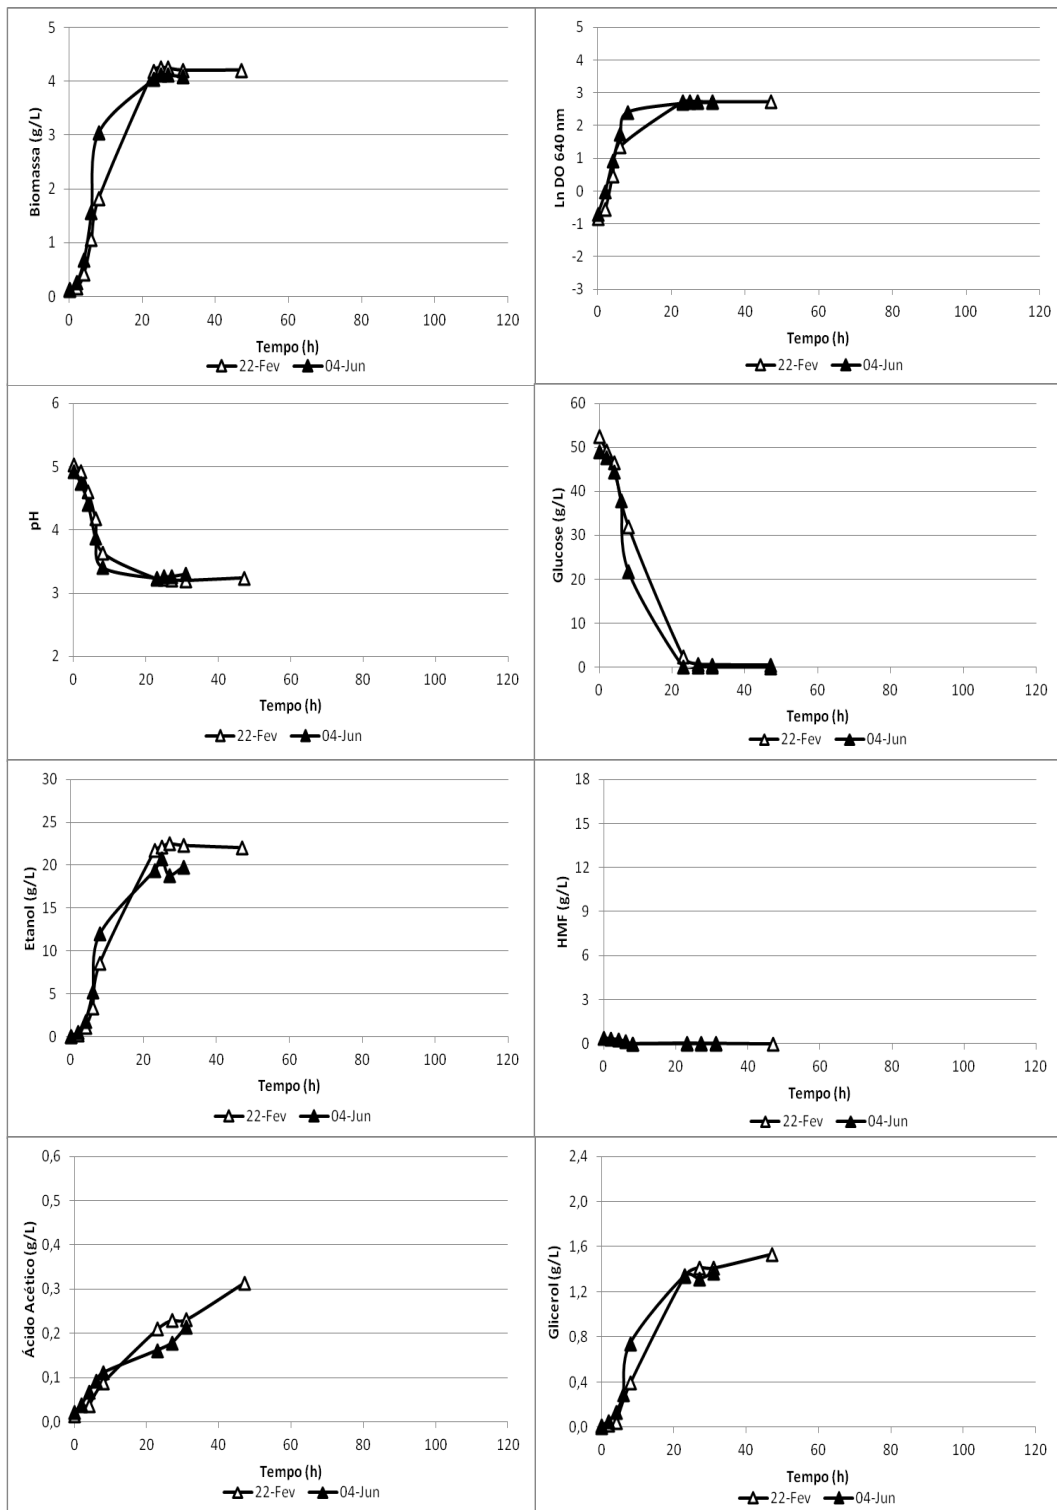 Biomassa (g/L)
5
4
3
2
1
0
0 20 40 60 80 100 120
Tempo (h)
22-Fev 04-Jun
Ln DO 640 nm
5
4
3
2
1
0
-1
-2
-3
0 20 40 60 80 100 120
Tempo (h)
22-Fev 04-Jun
pH
6
5
4
3
2
0 20 40 60 80 100 120
Tempo (h)
22-Fev 04-Jun
Glucose (g/L)
60
50
40
30
20
10
0
0 20 40 60 80 100 120
Tempo (h)
22-Fev 04-Jun
Etanol (g/L)
30
25
20
15
10
5
0
0 20 40 60 80 100 120
Tempo (h)
22-Fev 04-Jun
HMF (g/L)
18
15
12
9
6
3
0
0 20 40 60 80 100 120
Tempo (h)
22-Fev 04-Jun
Ácido Acético (g/L)
0,6
0,5
0,4
0,3
0,2
0,1
0,0
0 20 40 60 80 100 120
Tempo (h)
22-Fev 04-Jun
Glicerol (g/L)
2,4
2,0
1,6
1,2
0,8
0,4
0,0
0 20 40 60 80 100 120
Tempo (h)
22-Fev 04-Jun